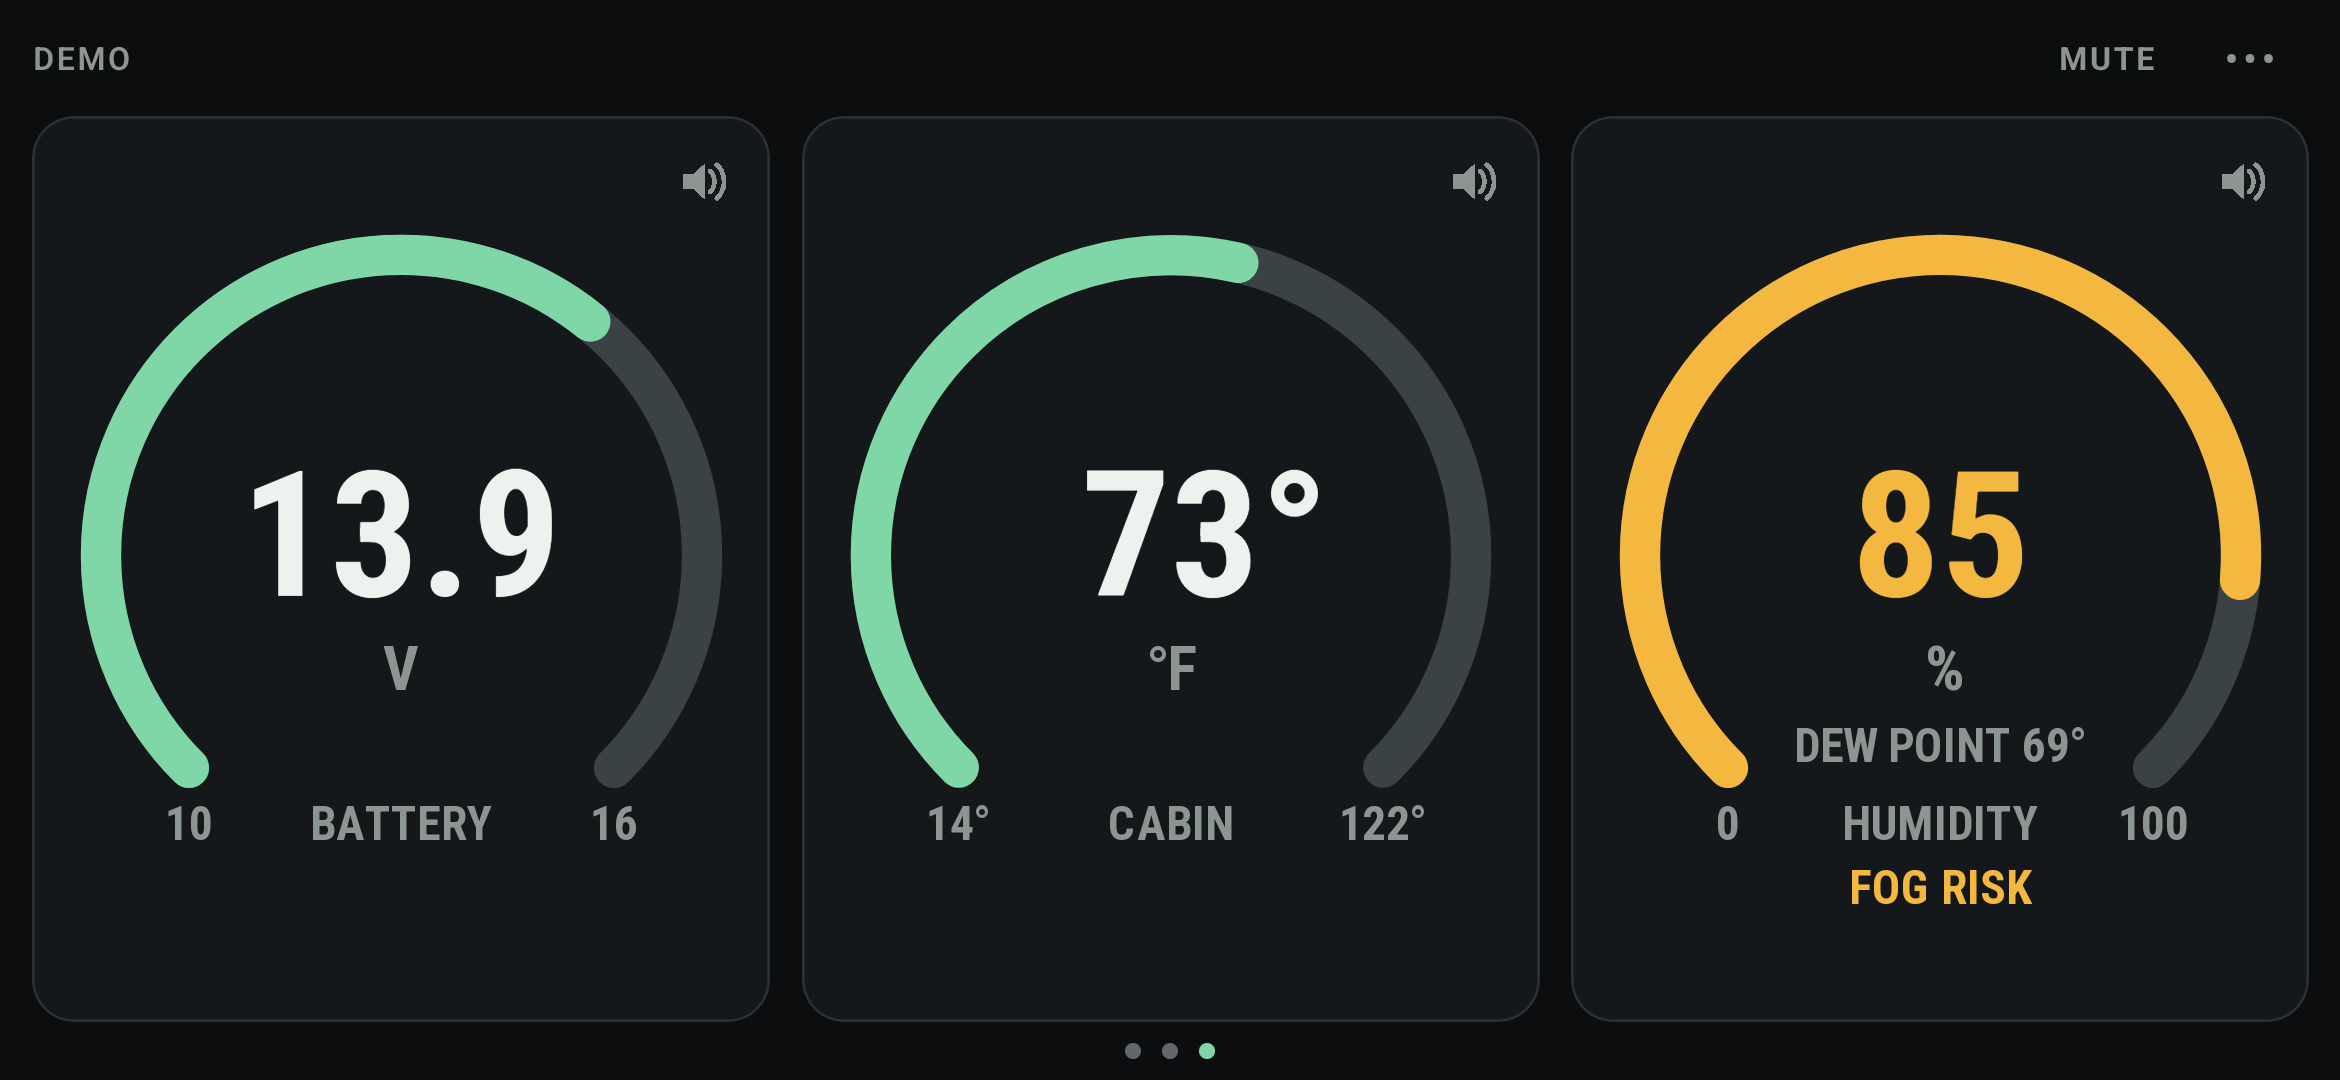 DEMO
MUTE
13.9
V
10 BATTERY 16
73°
°F
14° CABIN 122°
85
%
DEW POINT 69°
0 HUMIDITY 100
FOG RISK